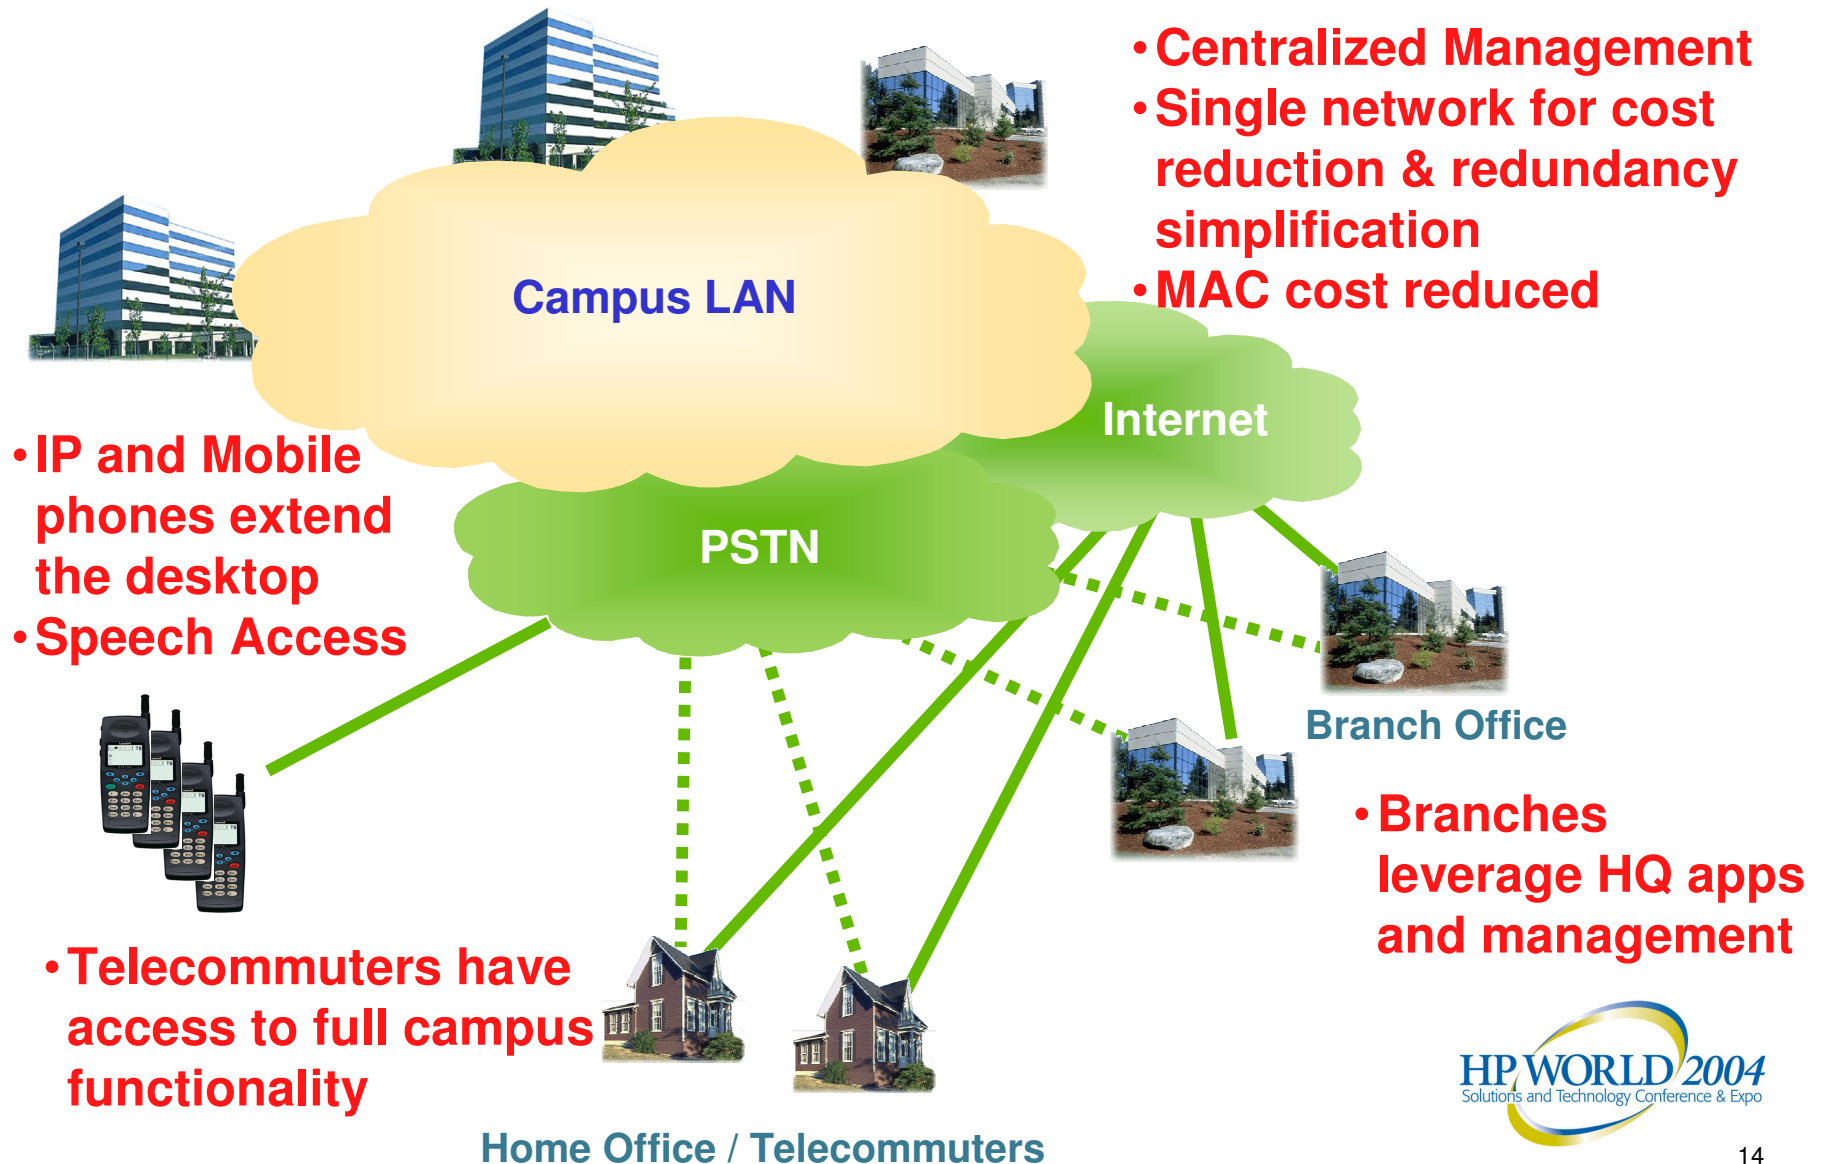 • Centralized Management
• Single network for cost
reduction & redundancy
simplification
• MAC cost reduced
Campus LAN
Internet
PSTN
• IP and Mobile
phones extend
the desktop
• Speech Access
Branch Office
• Branches
leverage HQ apps
and management
• Telecommuters have
access to full campus
functionality
Home Office / Telecommuters
HP WORLD 2004
Solutions and Technology Conference & Expo
14